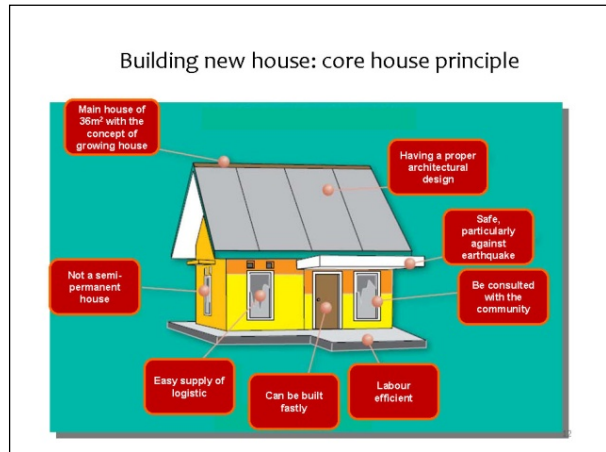 Building new house: core house principle
Main house of
36m² with the
concept of
growing house
Having a proper
architectural
design
Safe,
particularly
against
earthquake
Not a semi-
permanent
house
Be consulted
with the
community
Easy supply of
logistic
Can be built
fastly
Labour
efficient